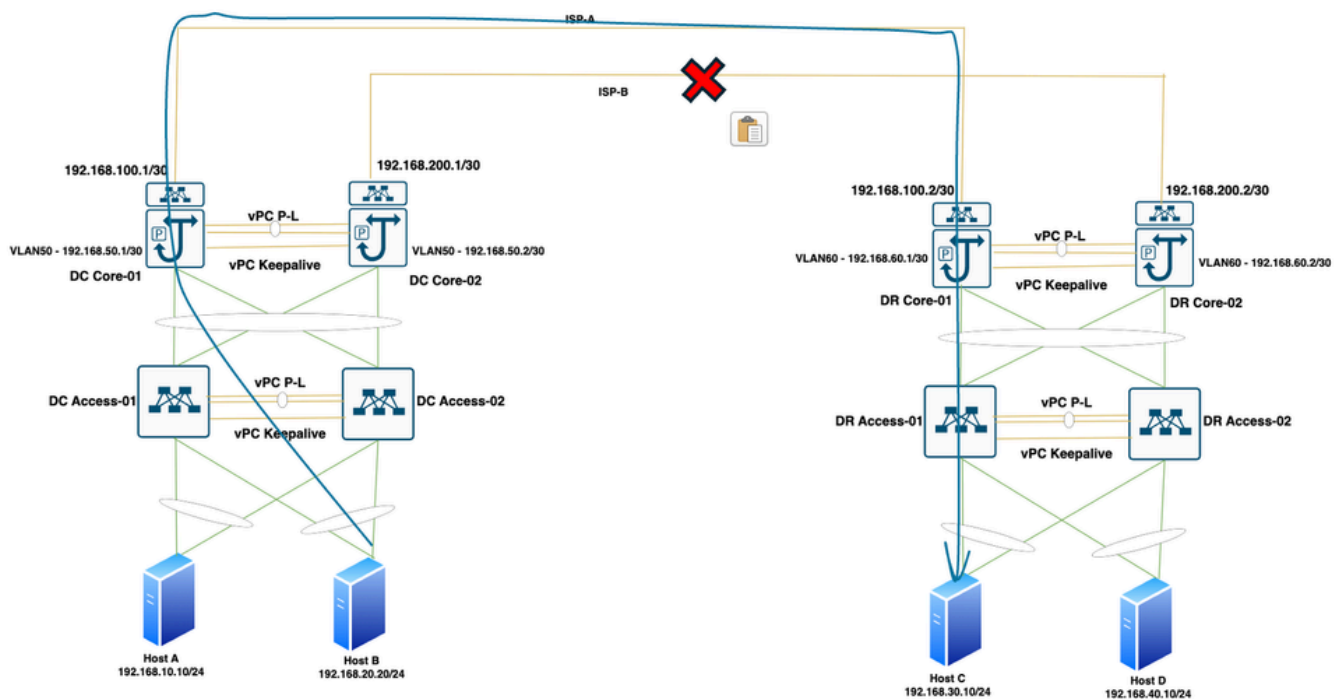 ISP-A
ISP-B
192.168.100.1/30
192.168.200.1/30
192.168.100.2/30
192.168.200.2/30
P
vPC P-L
P
P
vPC P-L
P
VLAN50 - 192.168.50.1/30
VLAN50 - 192.168.50.2/30
VLAN60 - 192.168.60.1/30
VLAN60 - 192.168.60.2/30
vPC Keepalive
vPC Keepalive
DC Core-01
DC Core-02
DR Core-01
DR Core-02
vPC P-L
vPC P-L
DC Access-01
DC Access-02
DR Access-01
DR Access-02
vPC Keepalive
vPC Keepalive
Host A
192.168.10.10/24
Host B
192.168.20.20/24
Host C
192.168.30.10/24
Host D
192.168.40.10/24